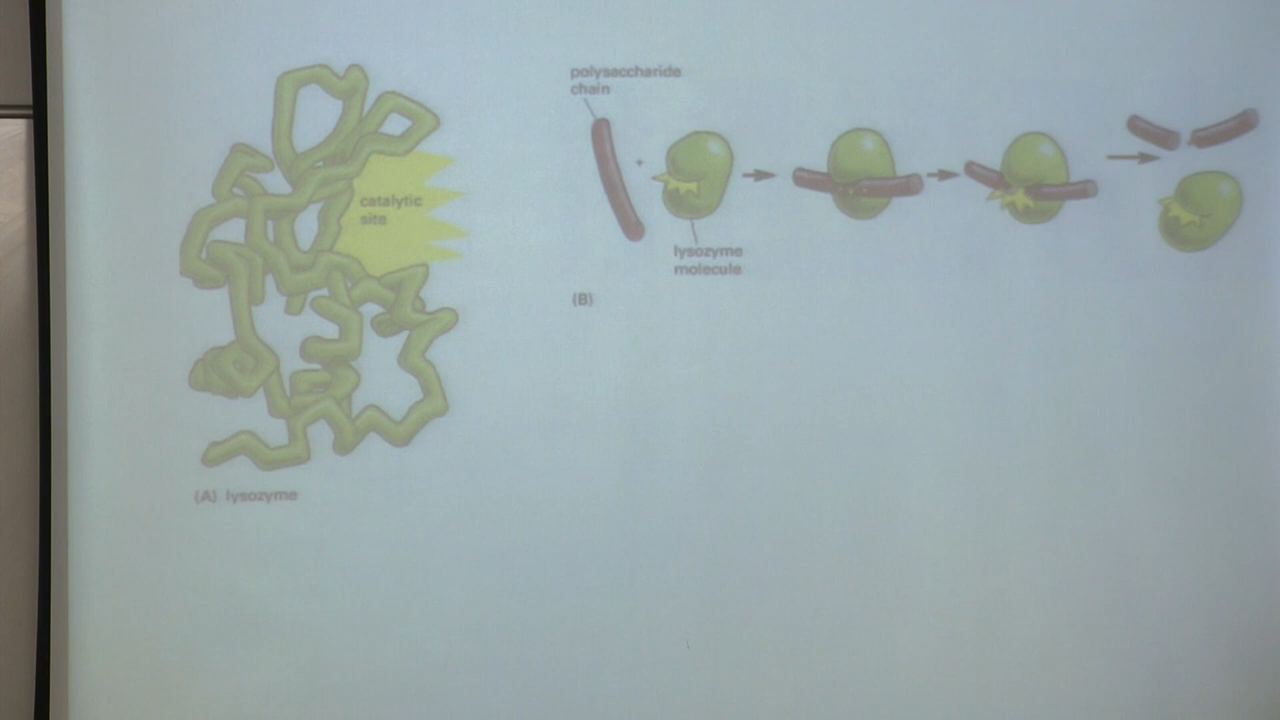 catalytic
site
(A) lysozyme
polysaccharide
chain
+
lysozyme
molecule
(B)